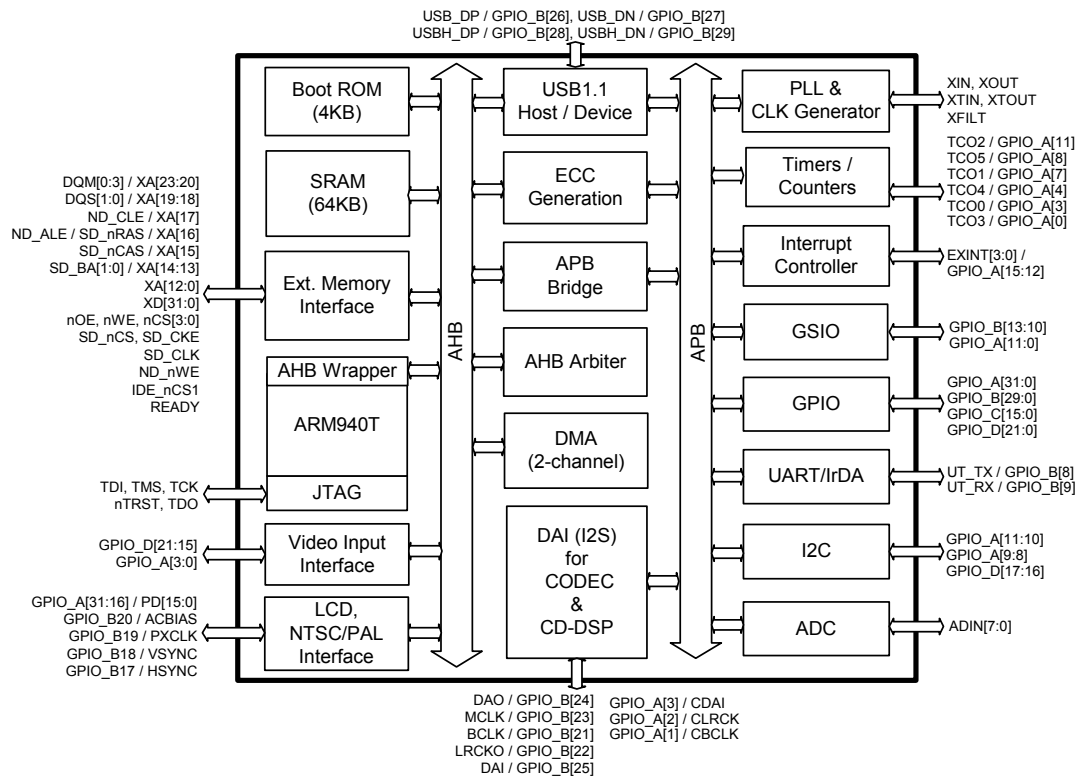 USB_DP / GPIO_B[26], USB_DN / GPIO_B[27]
USBH_DP / GPIO_B[28], USBH_DN / GPIO_B[29]
Boot ROM
(4KB)
USB1.1
Host / Device
PLL &
CLK Generator
XIN, XOUT
XTIN, XTOUT
XFILT
SRAM
(64KB)
ECC
Generation
Timers /
Counters
TCO2 / GPIO_A[11]
TCO5 / GPIO_A[8]
TCO1 / GPIO_A[7]
TCO4 / GPIO_A[4]
TCO0 / GPIO_A[3]
TCO3 / GPIO_A[0]
DQM[0:3] / XA[23:20]
DQS[1:0] / XA[19:18]
ND_CLE / XA[17]
ND_ALE / SD_nRAS / XA[16]
SD_nCAS / XA[15]
SD_BA[1:0] / XA[14:13]
XA[12:0]
XD[31:0]
nOE, nWE, nCS[3:0]
SD_nCS, SD_CKE
SD_CLK
ND_nWE
IDE_nCS1
READY
Ext. Memory
Interface
APB
Bridge
Interrupt
Controller
EXINT[3:0] /
GPIO_A[15:12]
AHB
APB
GSIO
GPIO_B[13:10]
GPIO_A[11:0]
AHB Wrapper
AHB Arbiter
ARM940T
GPIO
GPIO_A[31:0]
GPIO_B[29:0]
GPIO_C[15:0]
GPIO_D[21:0]
DMA
(2-channel)
UART/IrDA
UT_TX / GPIO_B[8]
UT_RX / GPIO_B[9]
TDI, TMS, TCK
nTRST, TDO
JTAG
GPIO_D[21:15]
GPIO_A[3:0]
Video Input
Interface
DAI (I2S)
for
CODEC
&
CD-DSP
I2C
GPIO_A[11:10]
GPIO_A[9:8]
GPIO_D[17:16]
GPIO_A[31:16] / PD[15:0]
GPIO_B20 / ACBIAS
GPIO_B19 / PXCLK
GPIO_B18 / VSYNC
GPIO_B17 / HSYNC
LCD,
NTSC/PAL
Interface
ADC
ADIN[7:0]
DAO / GPIO_B[24]
MCLK / GPIO_B[23]
BCLK / GPIO_B[21]
LRCKO / GPIO_B[22]
DAI / GPIO_B[25]
GPIO_A[3] / CDAI
GPIO_A[2] / CLRCK
GPIO_A[1] / CBCLK